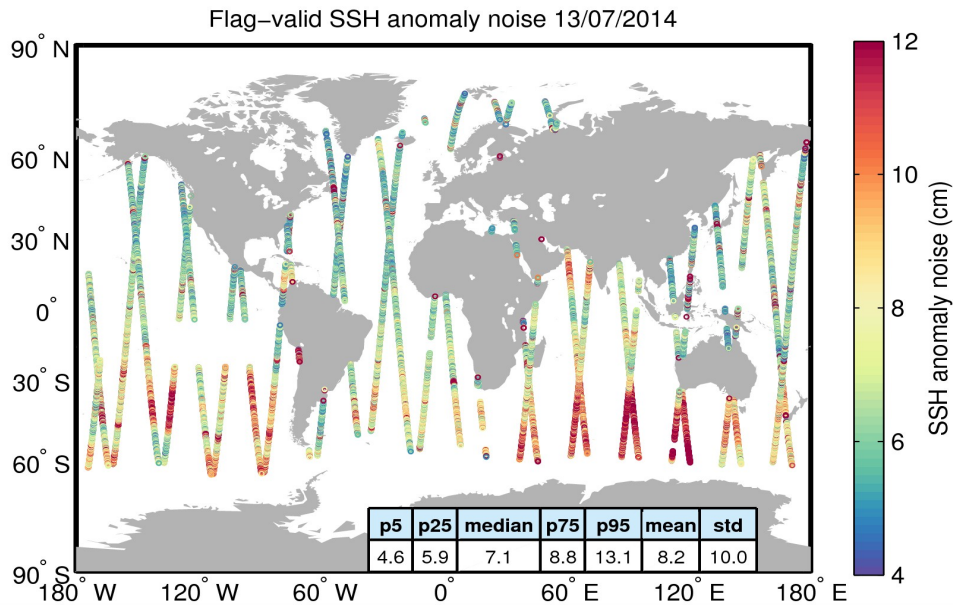 Flag−valid SSH anomaly noise 13/07/2014
90° N
60° N
30° N
0°
30° S
60° S
90° S
180° W
120° W
60° W
0°
60° E
120° E
180° E
p5 p25 median p75 p95 mean std
4.6 5.9 7.1 8.8 13.1 8.2 10.0
12
10
8
6
4
SSH anomaly noise (cm)